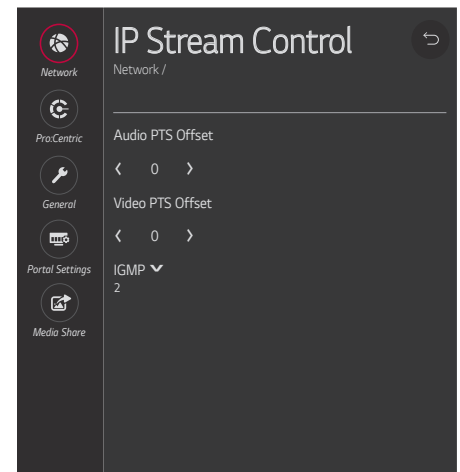 IP Stream Control
Network /
Network
Pro:Centric
General
Portal Settings
Media Share
Audio PTS Offset
0
Video PTS Offset
0
IGMP
2